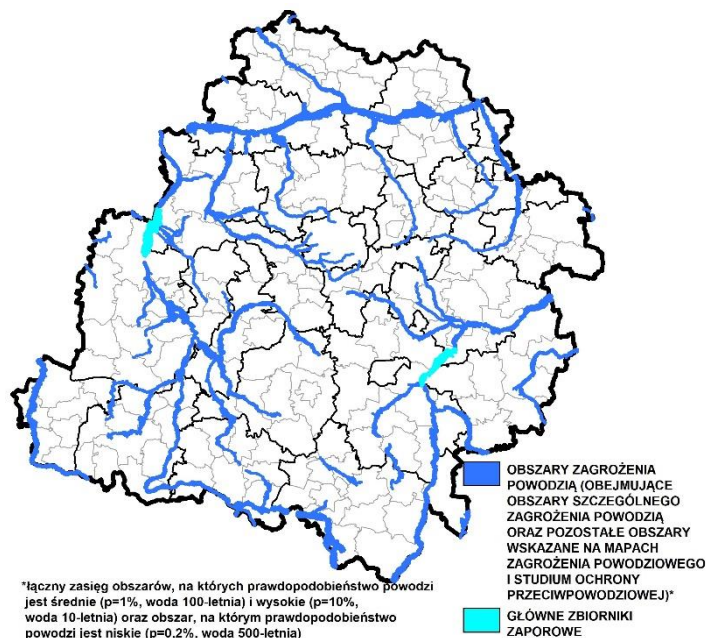 OBSZARY ZAGROŻENIA
POWODZIĄ (OBEJMUJĄCE
OBSZARY SZCZEGÓLNEGO
ZAGROŻENIA POWODZIĄ
ORAZ POZOSTAŁE OBSZARY
WSKAZANE NA MAPACH
ZAGROŻENIA POWODZIOWEGO
I STUDIUM OCHRONY
PRZECIWPOWODZIOWEJ)*
GŁÓWNE ZBIORNIKI
ZAPOROWE
*łączny zasięg obszarów, na których prawdopodobieństwo powodzi
jest średnie (p=1%, woda 100-letnia) i wysokie (p=10%,
woda 10-letnia) oraz obszar, na którym prawdopodobieństwo
powodzi jest niskie (p=0.2%, woda 500-letnia)